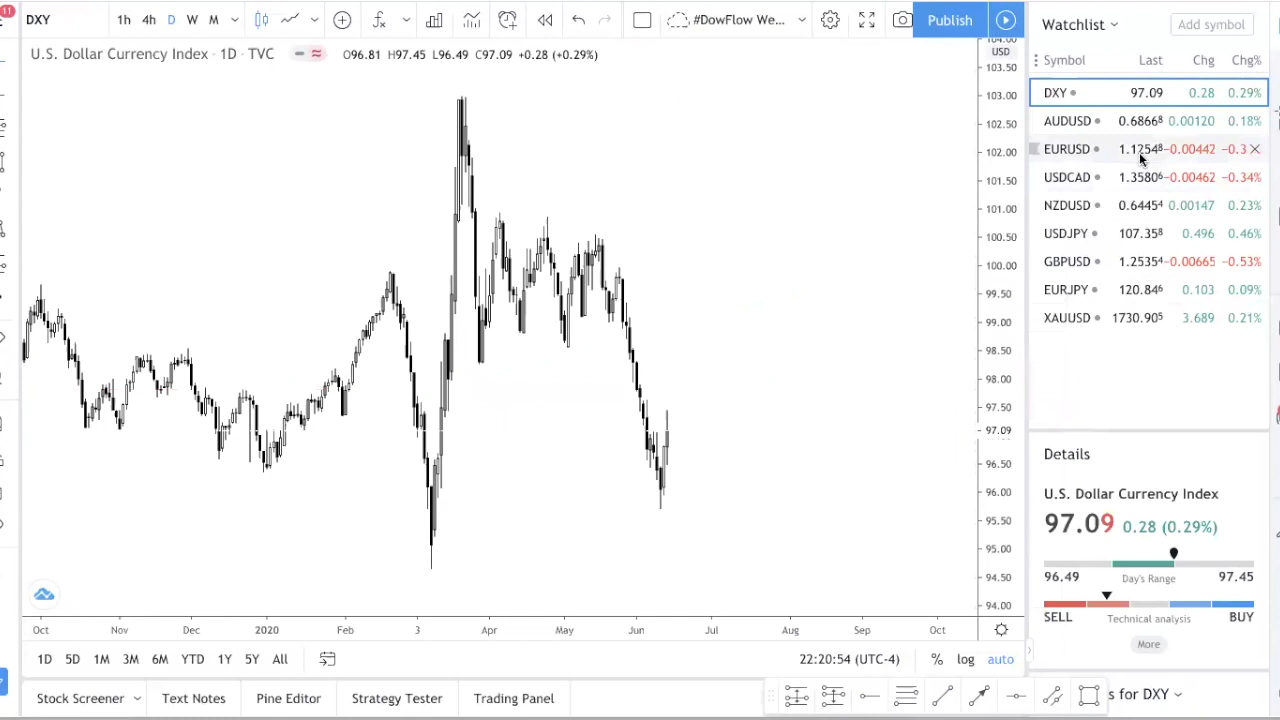 11
DXY 1h 4h D W M #DowFlow We... Publish
U.S. Dollar Currency Index · 1D · TVC O96.81 H97.45 L96.49 C97.09 +0.28 (+0.29%)
104.00
USD
103.50
103.00
102.50
102.00
101.50
101.00
100.50
100.00
99.50
99.00
98.50
98.00
97.50
97.09
96.50
96.00
95.50
95.00
94.50
94.00
Oct Nov Dec 2020 Feb 3 Apr May Jun Jul Aug Sep Oct
1D 5D 1M 3M 6M YTD 1Y 5Y All 22:20:54 (UTC-4) % log auto
Stock Screener Text Notes Pine Editor Strategy Tester Trading Panel
Watchlist Add symbol
Symbol Last Chg Chg%
DXY 97.09 0.28 0.29%
AUDUSD 0.68668 0.00120 0.18%
EURUSD 1.12548 −0.00442 −0.3
USDCAD 1.35806 −0.00462 −0.34%
NZDUSD 0.64454 0.00147 0.23%
USDJPY 107.358 0.496 0.46%
GBPUSD 1.25354 −0.00665 −0.53%
EURJPY 120.846 0.103 0.09%
XAUUSD 1730.905 3.689 0.21%
Details
U.S. Dollar Currency Index
97.09 0.28 (0.29%)
96.49 Day's Range 97.45
SELL Technical analysis BUY
More
s for DXY